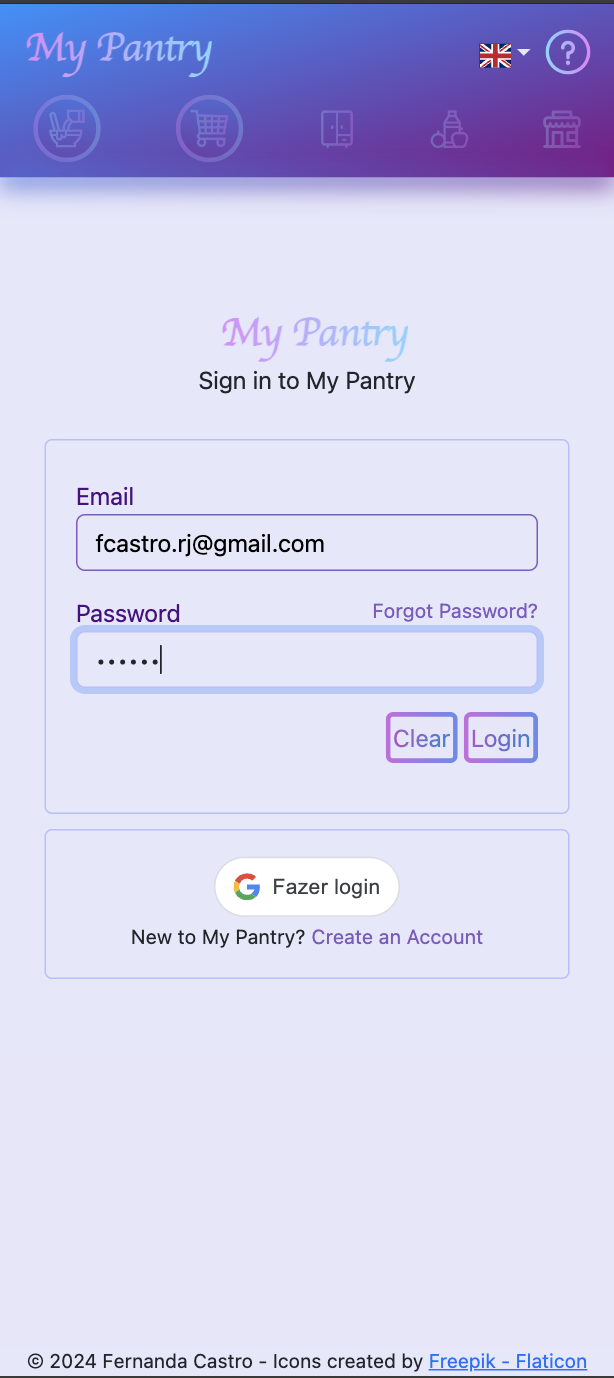 My Pantry
?
My Pantry
Sign in to My Pantry
Email
fcastro.rj@gmail.com
Password Forgot Password?
••••••
Clear Login
Fazer login
New to My Pantry? Create an Account
© 2024 Fernanda Castro - Icons created by Freepik - Flaticon